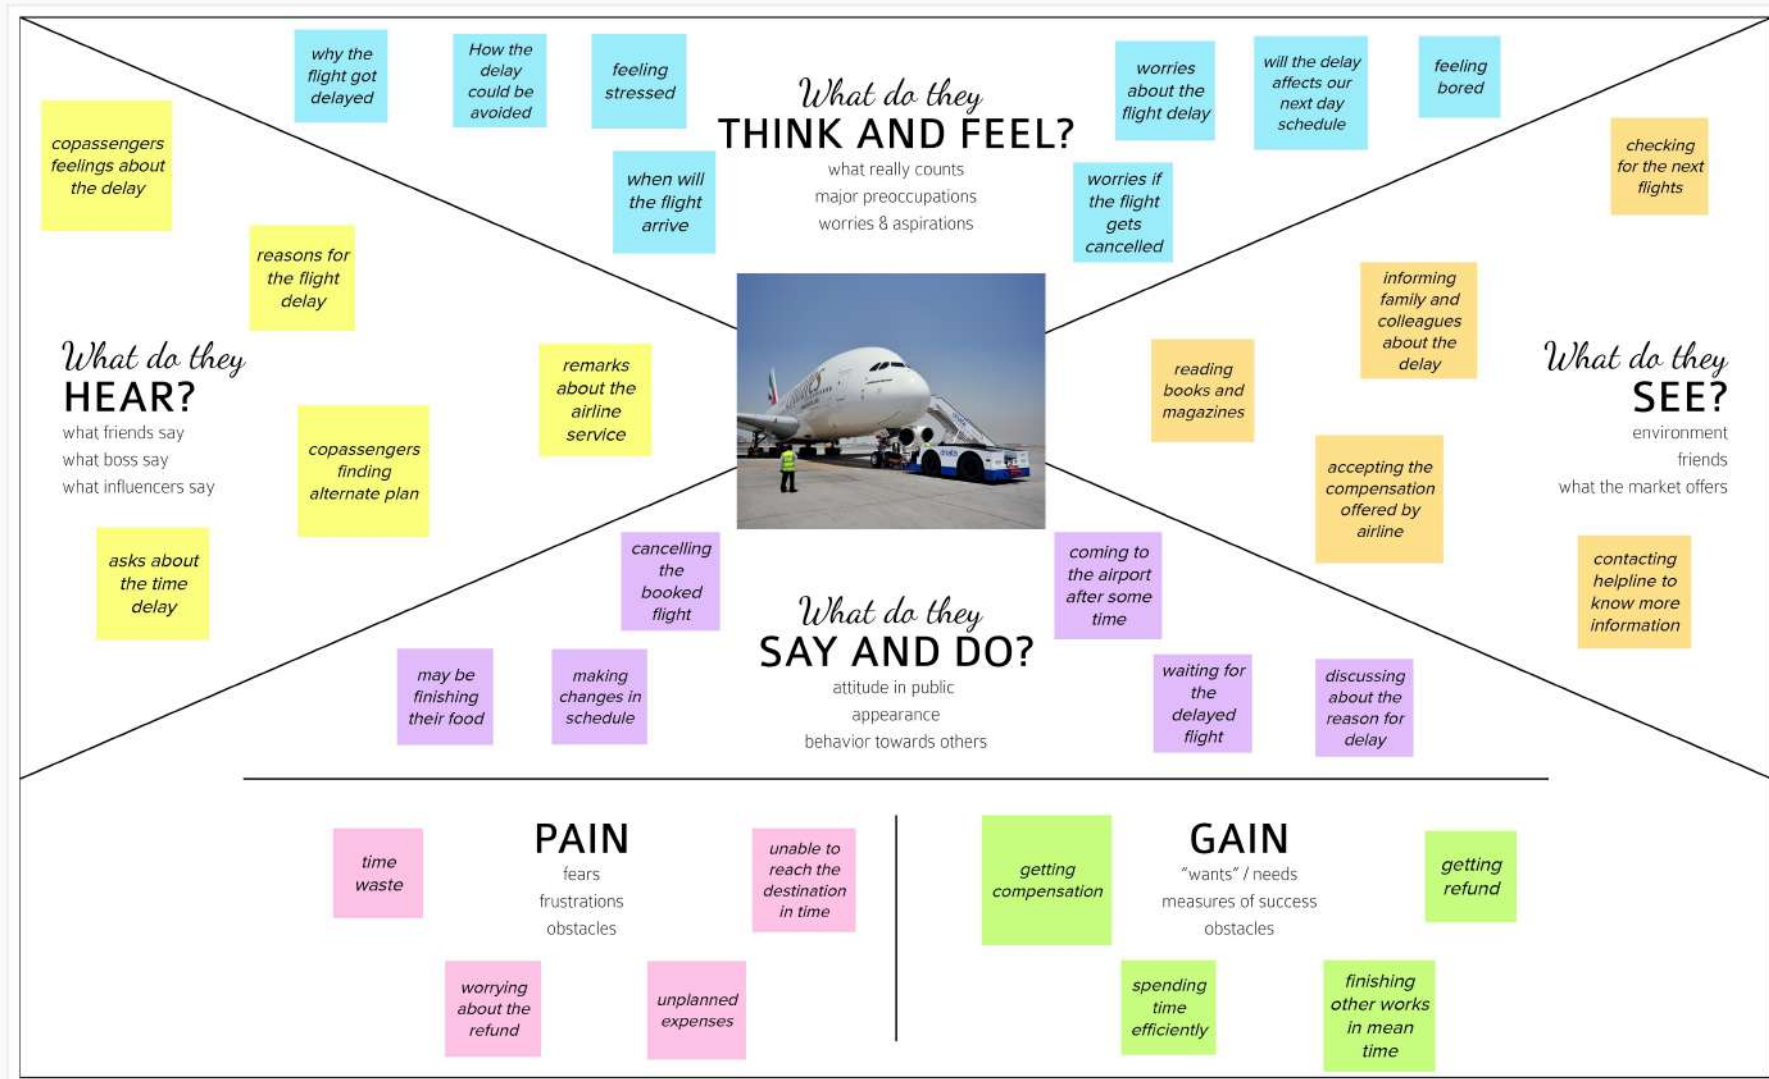 why the
flight got
delayed
How the
delay
could be
avoided
feeling
stressed
when will
the flight
arrive
What do they
THINK AND FEEL?
what really counts
major preoccupations
worries & aspirations
worries
about the
flight delay
will the delay
affects our
next day
schedule
feeling
bored
worries if
the flight
gets
cancelled
copassengers
feelings about
the delay
reasons for
the flight
delay
What do they
HEAR?
what friends say
what boss say
what influencers say
remarks
about the
airline
service
copassengers
finding
alternate plan
asks about
the time
delay
checking
for the next
flights
informing
family and
colleagues
about the
delay
reading
books and
magazines
What do they
SEE?
environment
friends
what the market offers
accepting the
compensation
offered by
airline
contacting
helpline to
know more
information
cancelling
the
booked
flight
may be
finishing
their food
making
changes in
schedule
What do they
SAY AND DO?
attitude in public
appearance
behavior towards others
coming to
the airport
after some
time
waiting for
the
delayed
flight
discussing
about the
reason for
delay
PAIN
fears
frustrations
obstacles
time
waste
unable to
reach the
destination
in time
worrying
about the
refund
unplanned
expenses
GAIN
"wants" / needs
measures of success
obstacles
getting
compensation
getting
refund
spending
time
efficiently
finishing
other works
in mean
time